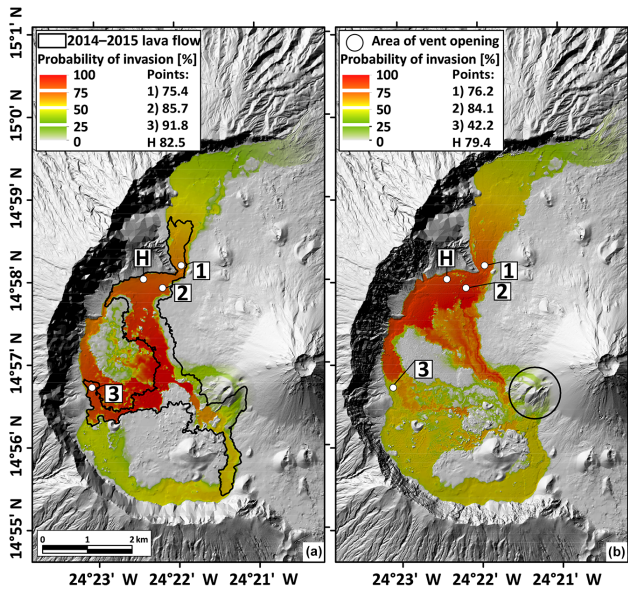 2014–2015 lava flow
Probability of invasion [%]
100
75
50
25
0
Points:
1) 75.4
2) 85.7
3) 91.8
H 82.5
Area of vent opening
Probability of invasion [%]
100
75
50
25
0
Points:
1) 76.2
2) 84.1
3) 42.2
H 79.4
15°1' N
15°0' N
14°59' N
14°58' N
14°57' N
14°56' N
14°55' N
H
1
2
3
H
1
2
3
0 1 2 km
(a)
(b)
24°23' W
24°22' W
24°21' W
24°23' W
24°22' W
24°21' W